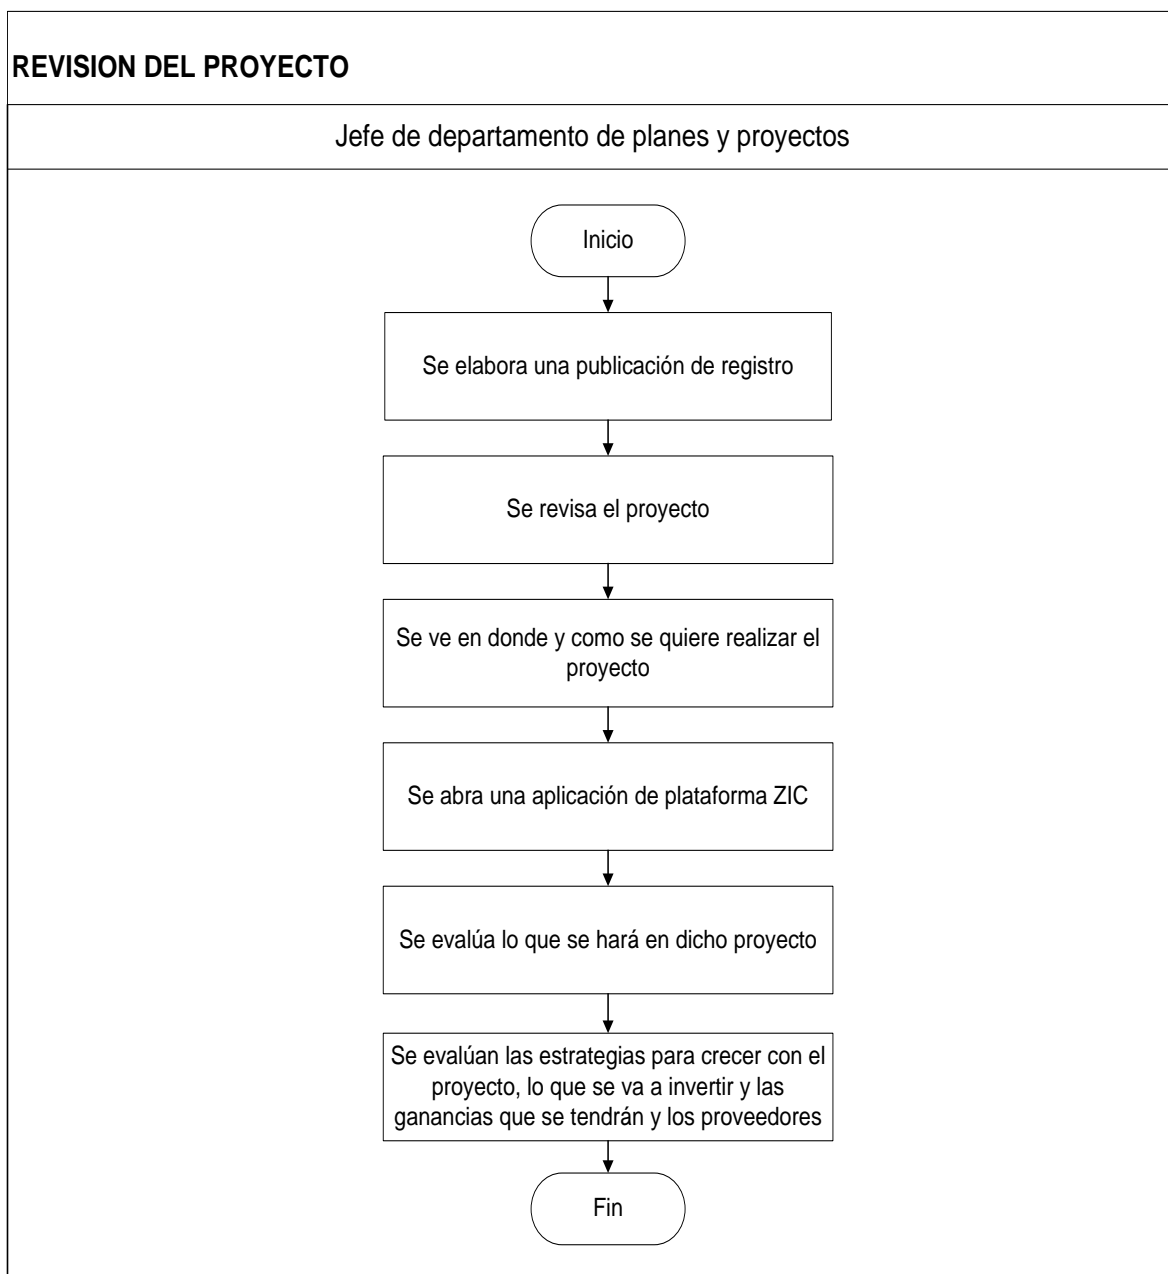 REVISION DEL PROYECTO
Jefe de departamento de planes y proyectos
Inicio
Se elabora una publicación de registro
Se revisa el proyecto
Se ve en donde y como se quiere realizar el
proyecto
Se abra una aplicación de plataforma ZIC
Se evalúa lo que se hará en dicho proyecto
Se evalúan las estrategias para crecer con el
proyecto, lo que se va a invertir y las
ganancias que se tendrán y los proveedores
Fin